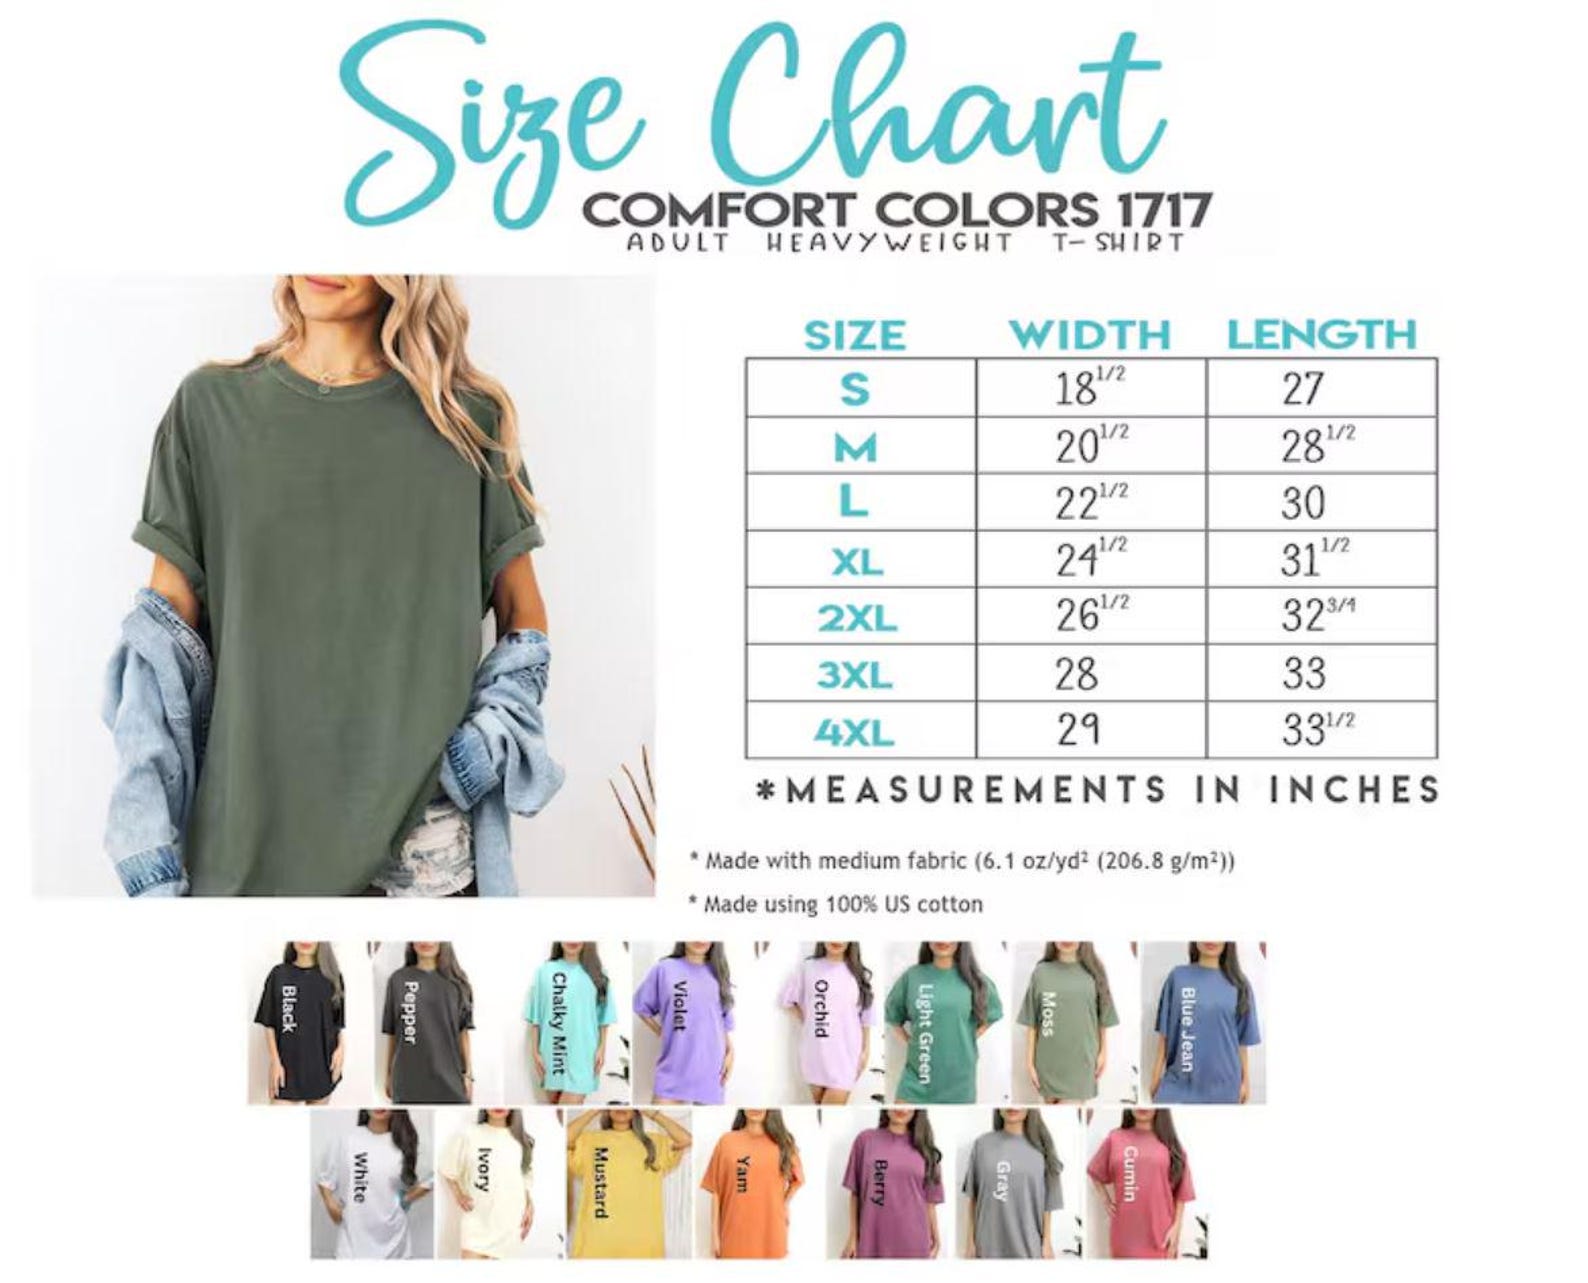 Size Chart
COMFORT COLORS 1717
ADULT HEAVYWEIGHT T-SHIRT
SIZE WIDTH LENGTH
S 18 1/2 27
M 20 1/2 28 1/2
L 22 1/2 30
XL 24 1/2 31 1/2
2XL 26 1/2 32 3/4
3XL 28 33
4XL 29 33 1/2
*MEASUREMENTS IN INCHES
* Made with medium fabric (6.1 oz/yd² (206.8 g/m²))
* Made using 100% US cotton
Black
Pepper
Chalky Mint
Violet
Orchid
Light Green
Moss
Blue Jean
White
Ivory
Mustard
Yam
Berry
Gray
Cumin